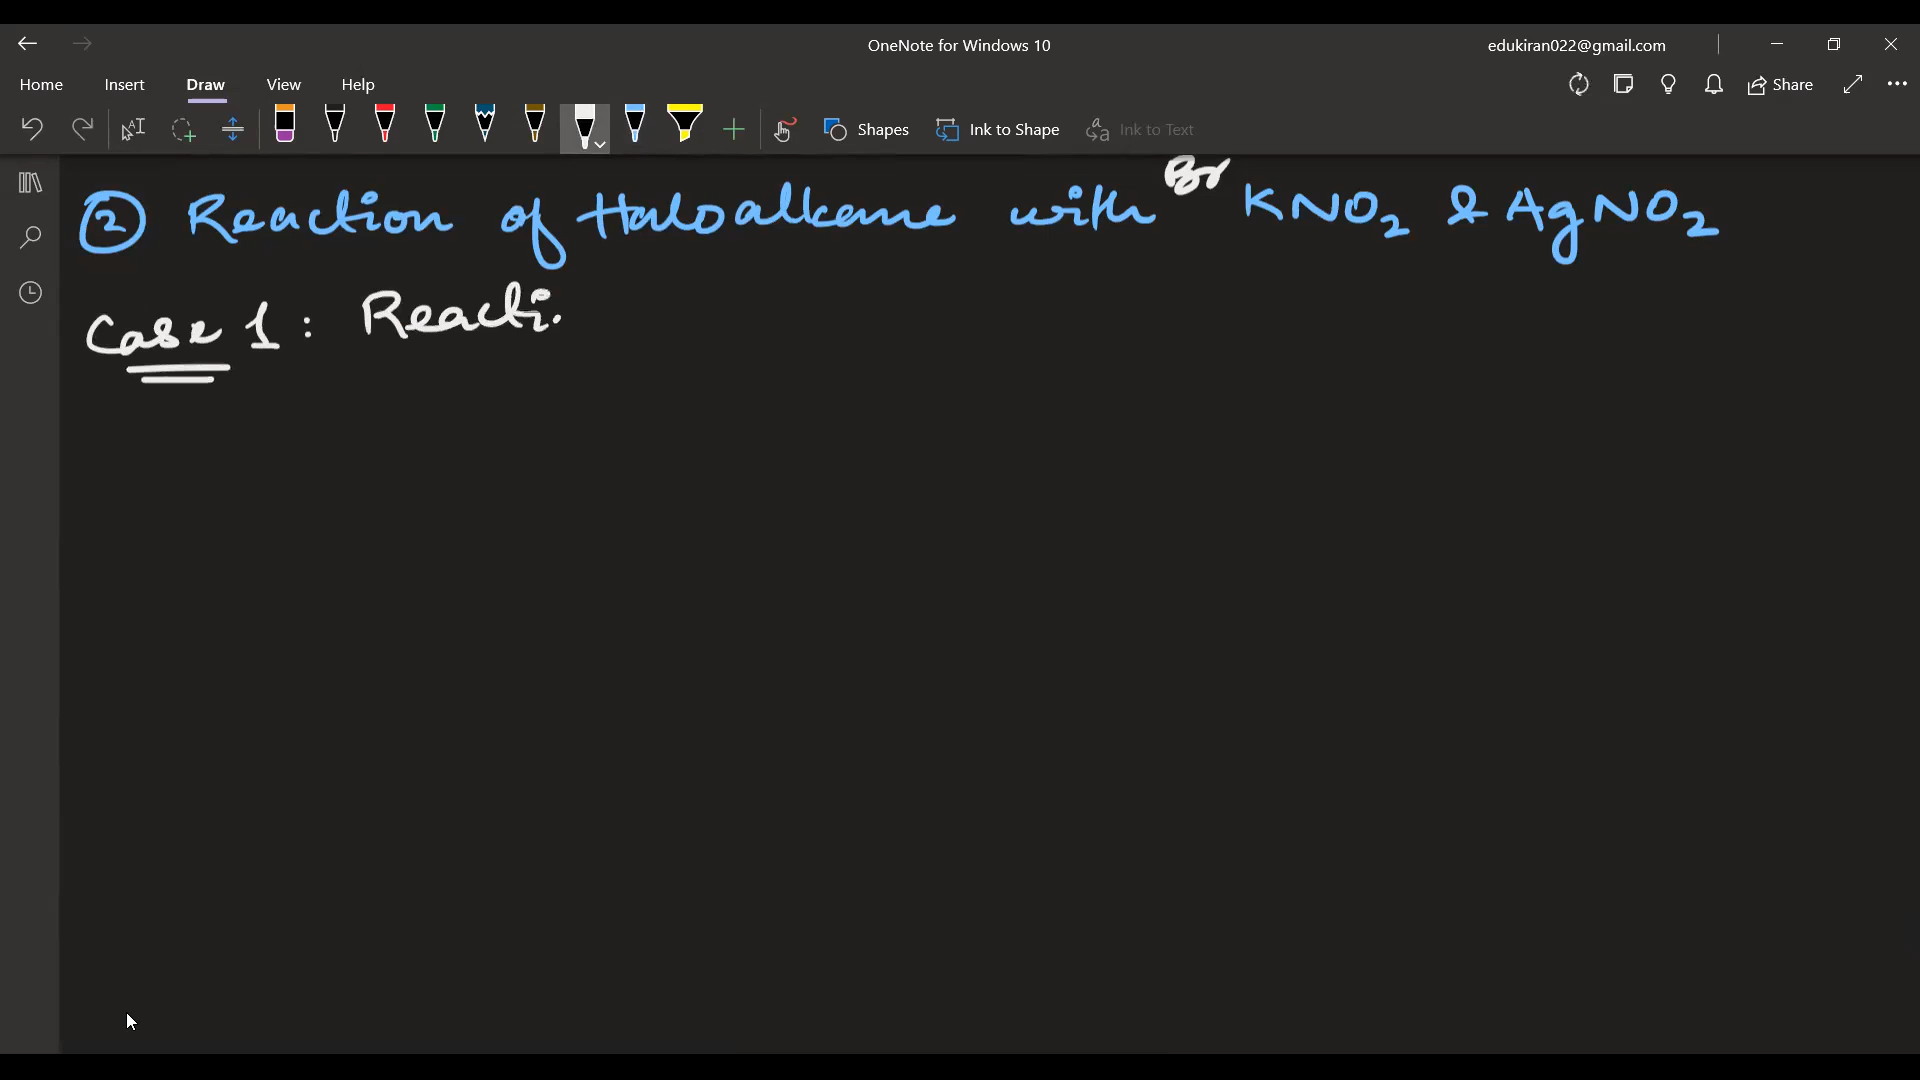 OneNote for Windows 10
edukiran022@gmail.com
Home Insert Draw View Help
Share
Shapes Ink to Shape Ink to Text
Br
② Reaction of Haloalkane with KNO₂ & AgNO₂
Case 1 : Reacti